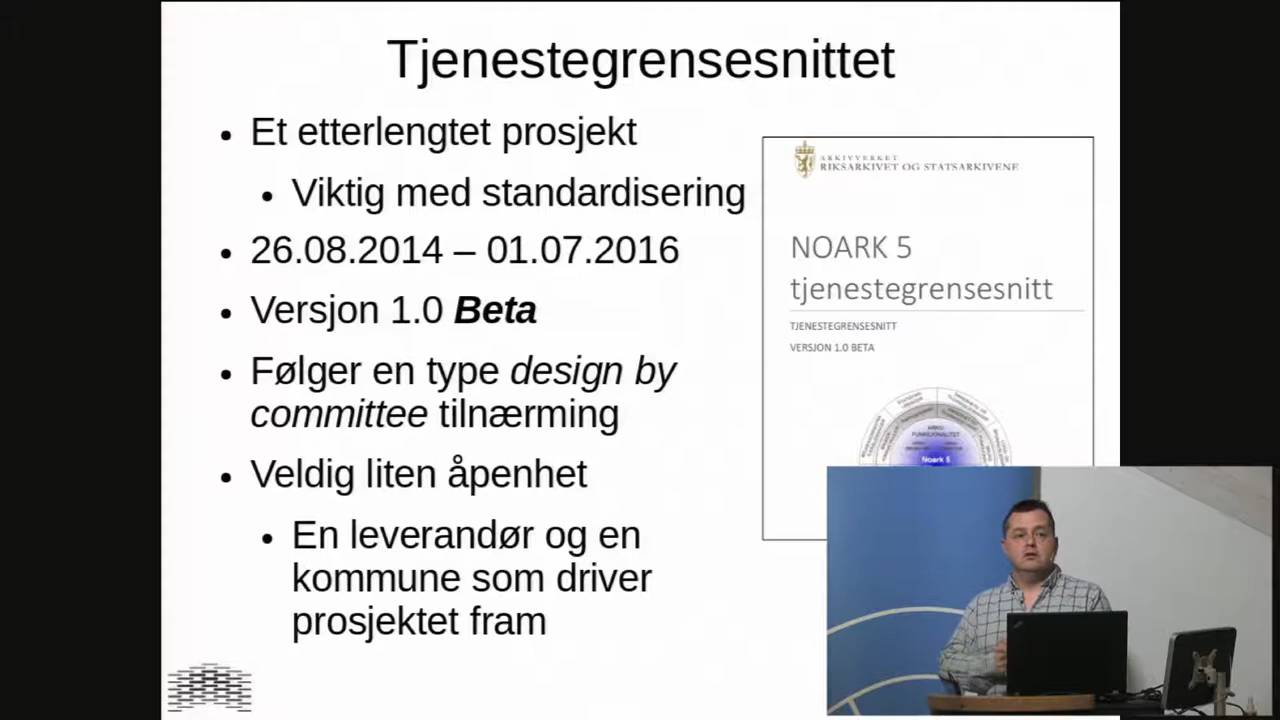 Tjenestegrensesnittet
• Et etterlengtet prosjekt
• Viktig med standardisering
• 26.08.2014 – 01.07.2016
• Versjon 1.0 Beta
• Følger en type design by
committee tilnærming
• Veldig liten åpenhet
• En leverandør og en
kommune som driver
prosjektet fram
ARKIVVERKET
RIKSARKIVET OG STATSARKIVENE
NOARK 5
tjenestegrensesnitt
TJENESTEGRENSESNITT
VERSJON 1.0 BETA
FUNKSJONALITET
Noark 5